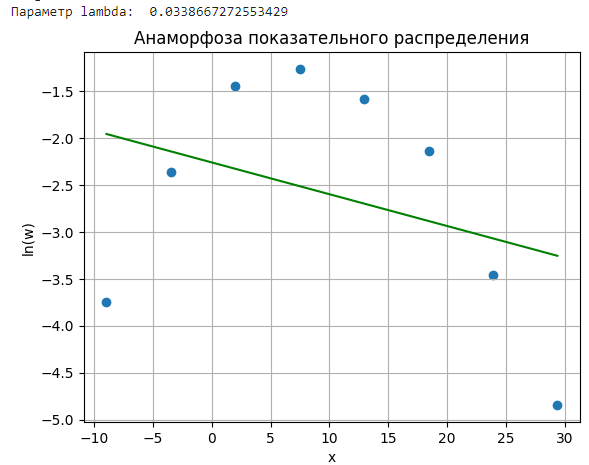 Параметр lambda:  0.0338667272553429
Анаморфоза показательного распределения
−1.5
−2.0
−2.5
−3.0
−3.5
−4.0
−4.5
−5.0
ln(w)
−10 −5 0 5 10 15 20 25 30
x